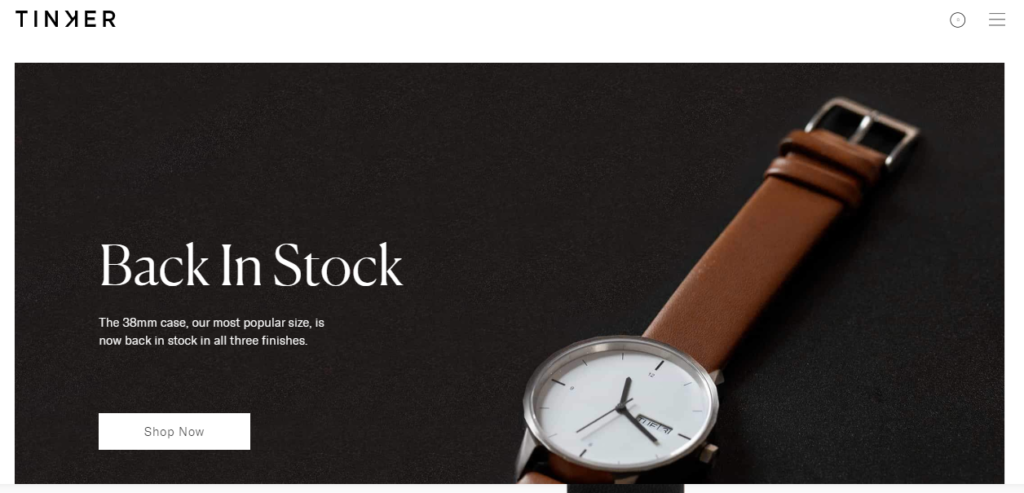 TINKER
Back In Stock
The 38mm case, our most popular size, is
now back in stock in all three finishes.
Shop Now
12